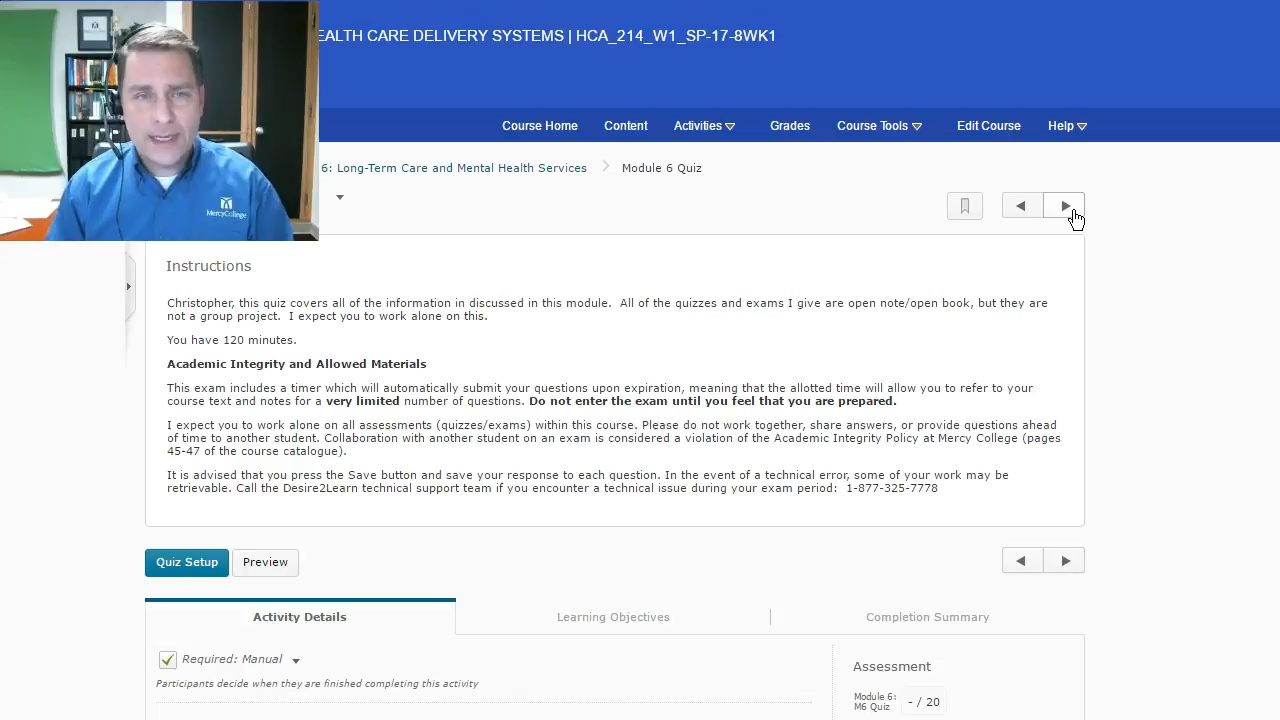 EALTH CARE DELIVERY SYSTEMS | HCA_214_W1_SP-17-8WK1
Course Home Content Activities Grades Course Tools Edit Course Help
6: Long-Term Care and Mental Health Services Module 6 Quiz
MercyCollege
Instructions
Christopher, this quiz covers all of the information in discussed in this module. All of the quizzes and exams I give are open note/open book, but they are
not a group project. I expect you to work alone on this.
You have 120 minutes.
Academic Integrity and Allowed Materials
This exam includes a timer which will automatically submit your questions upon expiration, meaning that the allotted time will allow you to refer to your
course text and notes for a very limited number of questions. Do not enter the exam until you feel that you are prepared.
I expect you to work alone on all assessments (quizzes/exams) within this course. Please do not work together, share answers, or provide questions ahead
of time to another student. Collaboration with another student on an exam is considered a violation of the Academic Integrity Policy at Mercy College (pages
45-47 of the course catalogue).
It is advised that you press the Save button and save your response to each question. In the event of a technical error, some of your work may be
retrievable. Call the Desire2Learn technical support team if you encounter a technical issue during your exam period: 1-877-325-7778
Quiz Setup Preview
Activity Details Learning Objectives Completion Summary
Required: Manual
Participants decide when they are finished completing this activity
Assessment
Module 6:
M6 Quiz - / 20